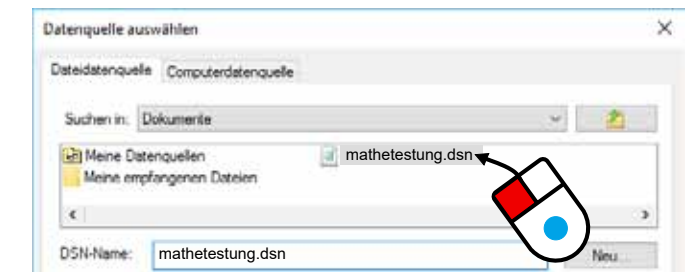 Datenquelle auswählen
Dateidatenquelle Computerdatenquelle
Suchen in: Dokumente
Meine Datenquellen mathetestung.dsn
Meine empfangenen Dateien
DSN-Name: mathetestung.dsn
Neu...